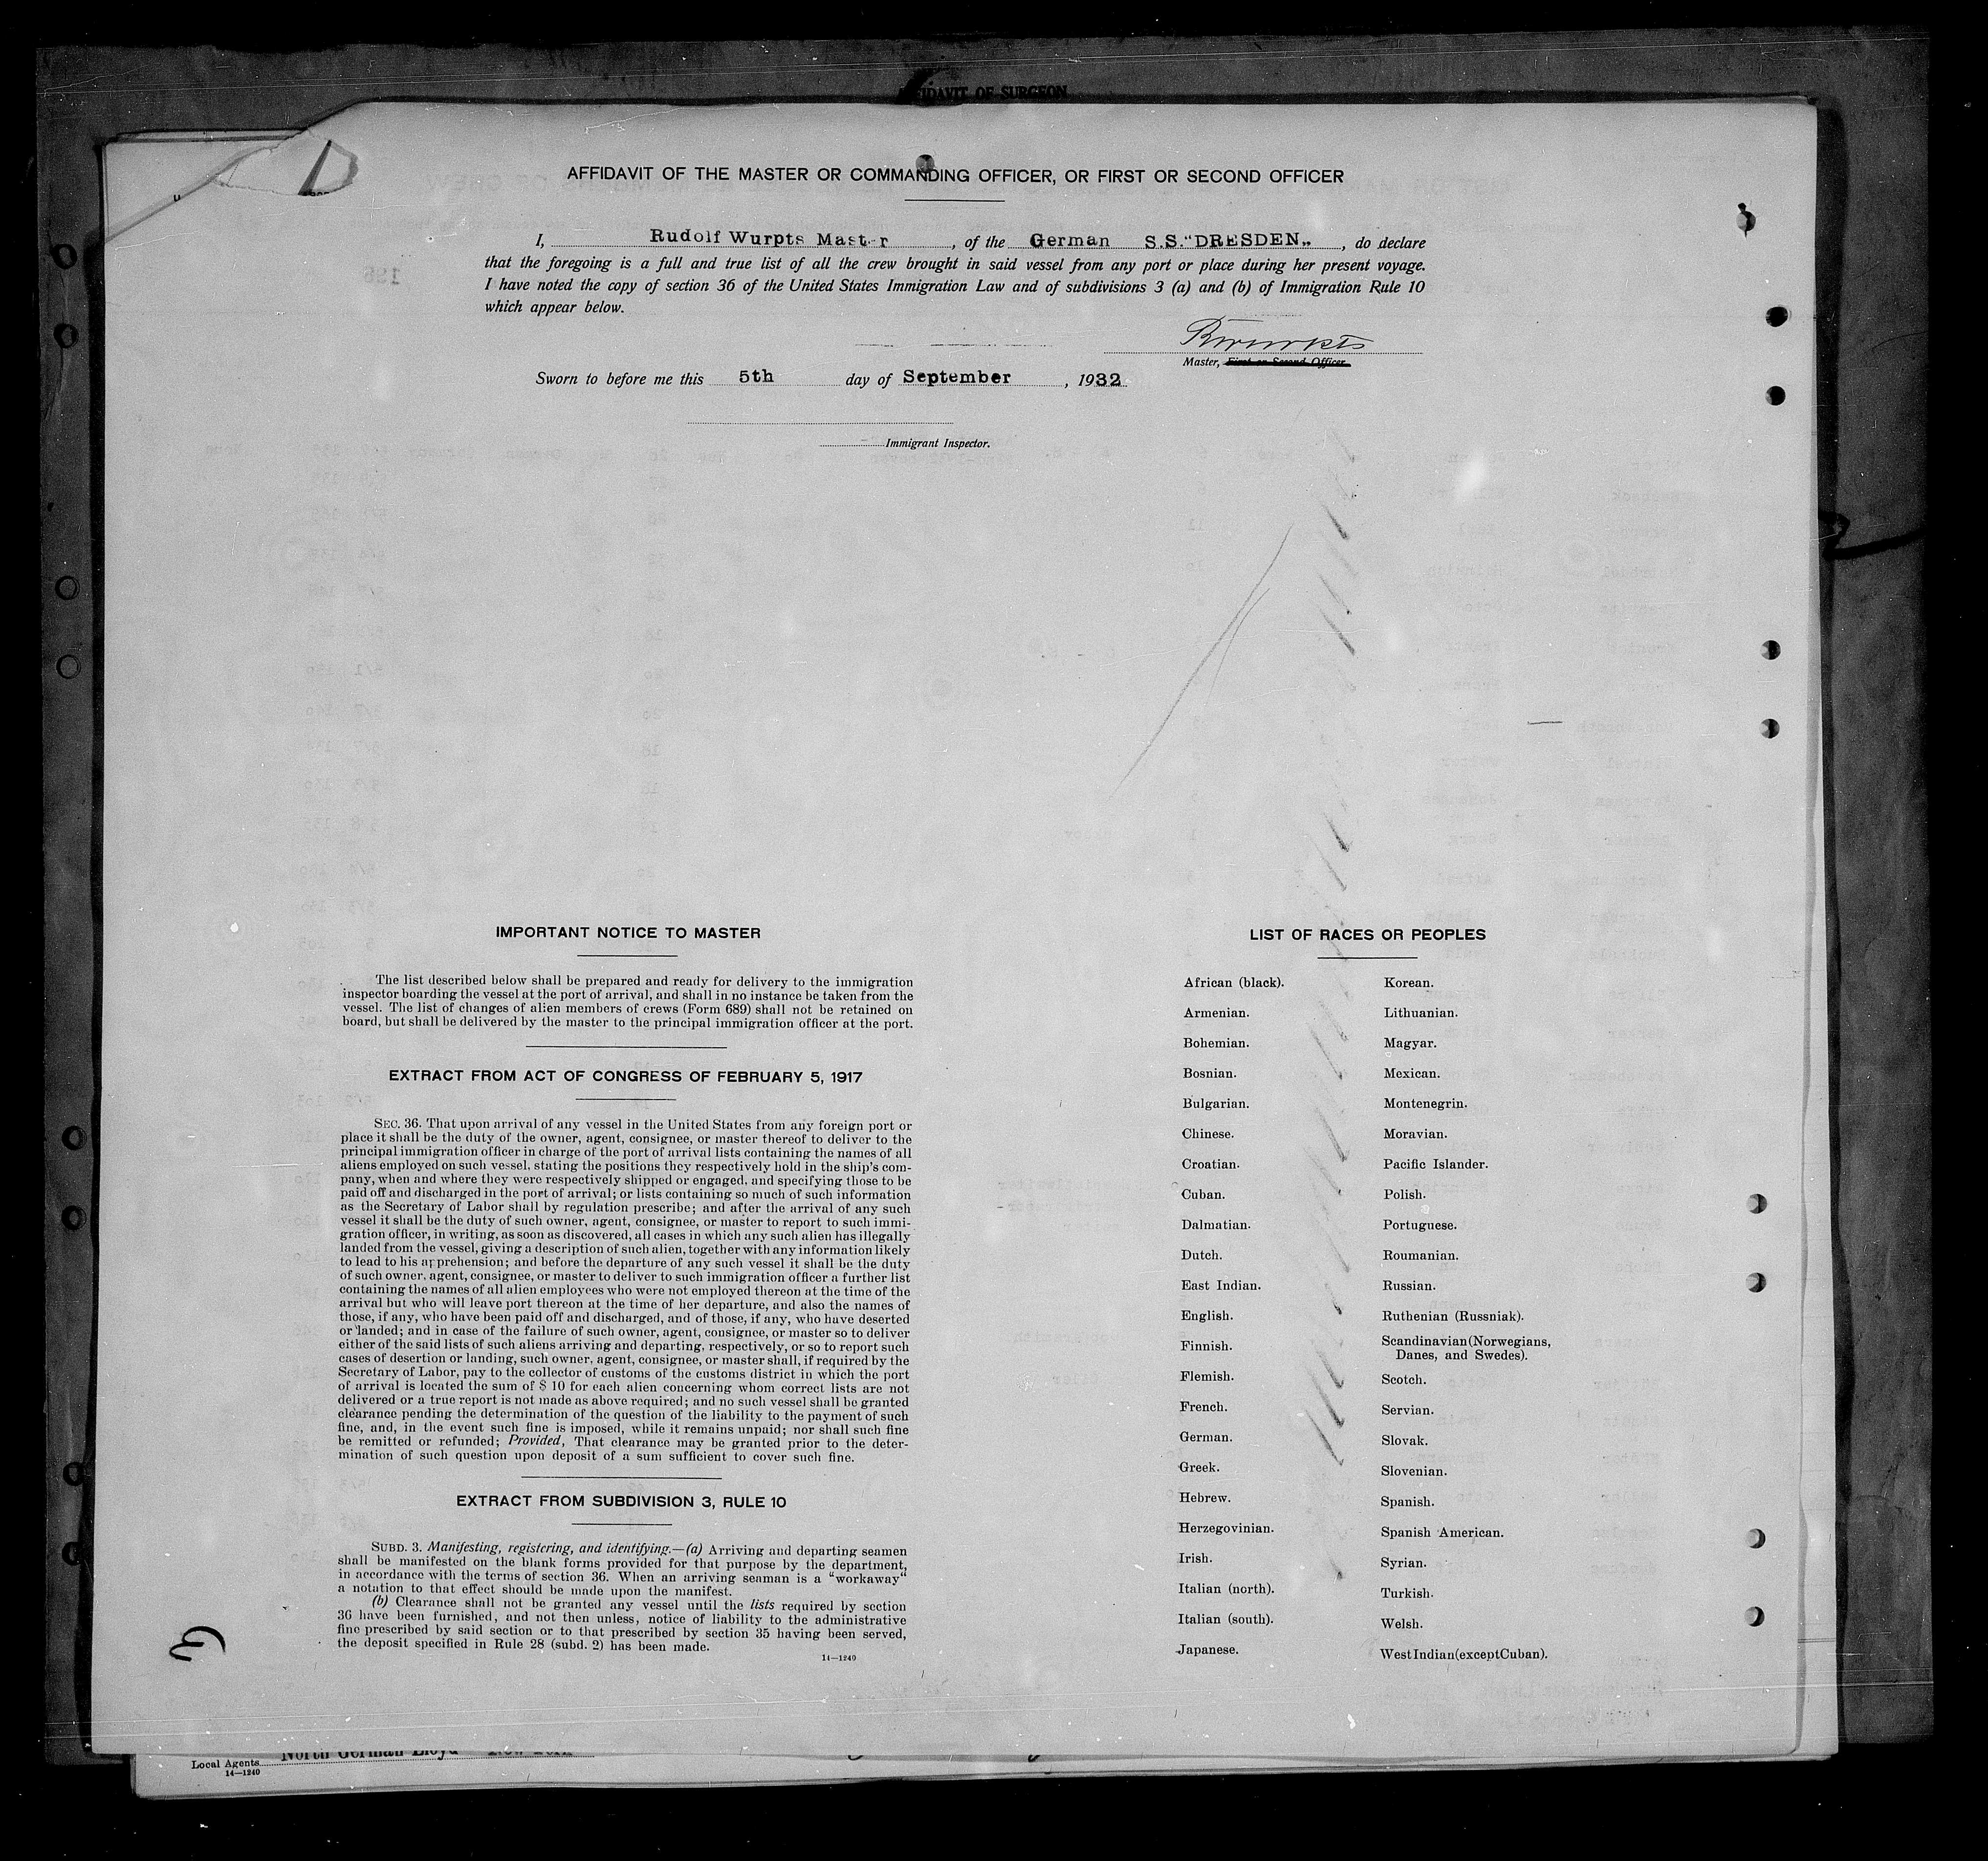 AFFIDAVIT OF SURGEON
AFFIDAVIT OF THE MASTER OR COMMANDING OFFICER, OR FIRST OR SECOND OFFICER
I, Rudolf Wurpts Master, of the German S.S. "DRESDEN", do declare
that the foregoing is a full and true list of all the crew brought in said vessel from any port or place during her present voyage.
I have noted the copy of section 36 of the United States Immigration Law and of subdivisions 3 (a) and (b) of Immigration Rule 10
which appear below.
RWurpts
Master, First or Second Officer.
Sworn to before me this 5th day of September, 1932
Immigrant Inspector.
IMPORTANT NOTICE TO MASTER
The list described below shall be prepared and ready for delivery to the immigration
inspector boarding the vessel at the port of arrival, and shall in no instance be taken from the
vessel. The list of changes of alien members of crews (Form 689) shall not be retained on
board, but shall be delivered by the master to the principal immigration officer at the port.
EXTRACT FROM ACT OF CONGRESS OF FEBRUARY 5, 1917
SEC. 36. That upon arrival of any vessel in the United States from any foreign port or
place it shall be the duty of the owner, agent, consignee, or master thereof to deliver to the
principal immigration officer in charge of the port of arrival lists containing the names of all
aliens employed on such vessel, stating the positions they respectively hold in the ship's com-
pany, when and where they were respectively shipped or engaged, and specifying those to be
paid off and discharged in the port of arrival; or lists containing so much of such information
as the Secretary of Labor shall by regulation prescribe; and after the arrival of any such
vessel it shall be the duty of such owner, agent, consignee, or master to report to such immi-
gration officer, in writing, as soon as discovered, all cases in which any such alien has illegally
landed from the vessel, giving a description of such alien, together with any information likely
to lead to his apprehension; and before the departure of any such vessel it shall be the duty
of such owner, agent, consignee, or master to deliver to such immigration officer a further list
containing the names of all alien employees who were not employed thereon at the time of the
arrival but who will leave port thereon at the time of her departure, and also the names of
those, if any, who have been paid off and discharged, and of those, if any, who have deserted
or landed; and in case of the failure of such owner, agent, consignee, or master so to deliver
either of the said lists of such aliens arriving and departing, respectively, or so to report such
cases of desertion or landing, such owner, agent, consignee, or master shall, if required by the
Secretary of Labor, pay to the collector of customs of the customs district in which the port
of arrival is located the sum of $ 10 for each alien concerning whom correct lists are not
delivered or a true report is not made as above required; and no such vessel shall be granted
clearance pending the determination of the question of the liability to the payment of such
fine, and, in the event such fine is imposed, while it remains unpaid; nor shall such fine
be remitted or refunded; Provided, That clearance may be granted prior to the deter-
mination of such question upon deposit of a sum sufficient to cover such fine.
EXTRACT FROM SUBDIVISION 3, RULE 10
SUBD. 3. Manifesting, registering, and identifying.—(a) Arriving and departing seamen
shall be manifested on the blank forms provided for that purpose by the department,
in accordance with the terms of section 36. When an arriving seaman is a "workaway"
a notation to that effect should be made upon the manifest.
(b) Clearance shall not be granted any vessel until the lists required by section
36 have been furnished, and not then unless, notice of liability to the administrative
fine prescribed by said section or to that prescribed by section 35 having been served,
the deposit specified in Rule 28 (subd. 2) has been made.
14—1240
LIST OF RACES OR PEOPLES
African (black).
Armenian.
Bohemian.
Bosnian.
Bulgarian.
Chinese.
Croatian.
Cuban.
Dalmatian.
Dutch.
East Indian.
English.
Finnish.
Flemish.
French.
German.
Greek.
Hebrew.
Herzegovinian.
Irish.
Italian (north).
Italian (south).
Japanese.
Korean.
Lithuanian.
Magyar.
Mexican.
Montenegrin.
Moravian.
Pacific Islander.
Polish.
Portuguese.
Roumanian.
Russian.
Ruthenian (Russniak).
Scandinavian (Norwegians,
Danes, and Swedes).
Scotch.
Servian.
Slovak.
Slovenian.
Spanish.
Spanish American.
Syrian.
Turkish.
Welsh.
West Indian (except Cuban).
Local Agents North German Lloyd New York
14—1240